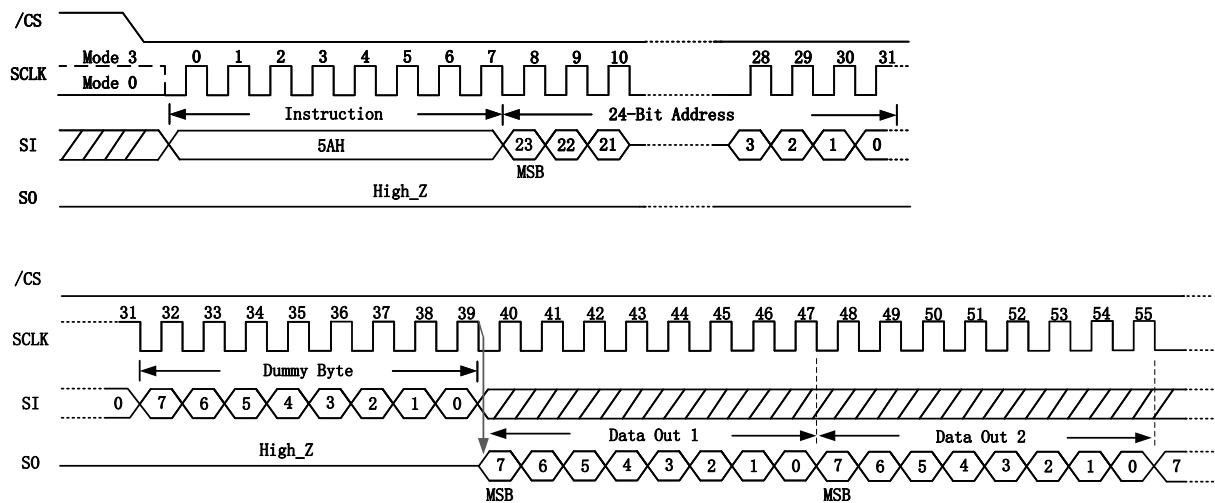 /CS
Mode 3 0 1 2 3 4 5 6 7 8 9 10 28 29 30 31
SCLK
Mode 0
Instruction 24-Bit Address
SI 5AH 23 22 21 3 2 1 0
MSB
High_Z
SO
/CS
31 32 33 34 35 36 37 38 39 40 41 42 43 44 45 46 47 48 49 50 51 52 53 54 55
SCLK
Dummy Byte
SI 0 7 6 5 4 3 2 1 0
Data Out 1 Data Out 2
High_Z
SO 7 6 5 4 3 2 1 0 7 6 5 4 3 2 1 0 7
MSB MSB